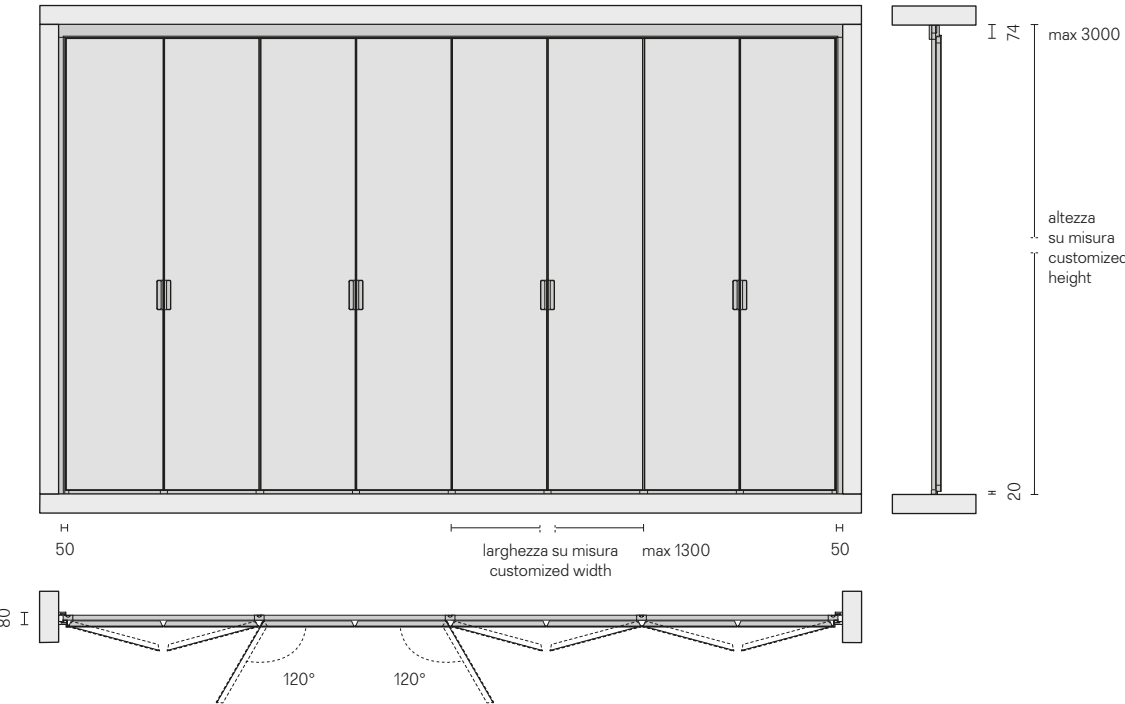 74
max 3000
altezza
su misura
customized
height
20
50
larghezza su misura
max 1300
50
customized width
80
120°
120°